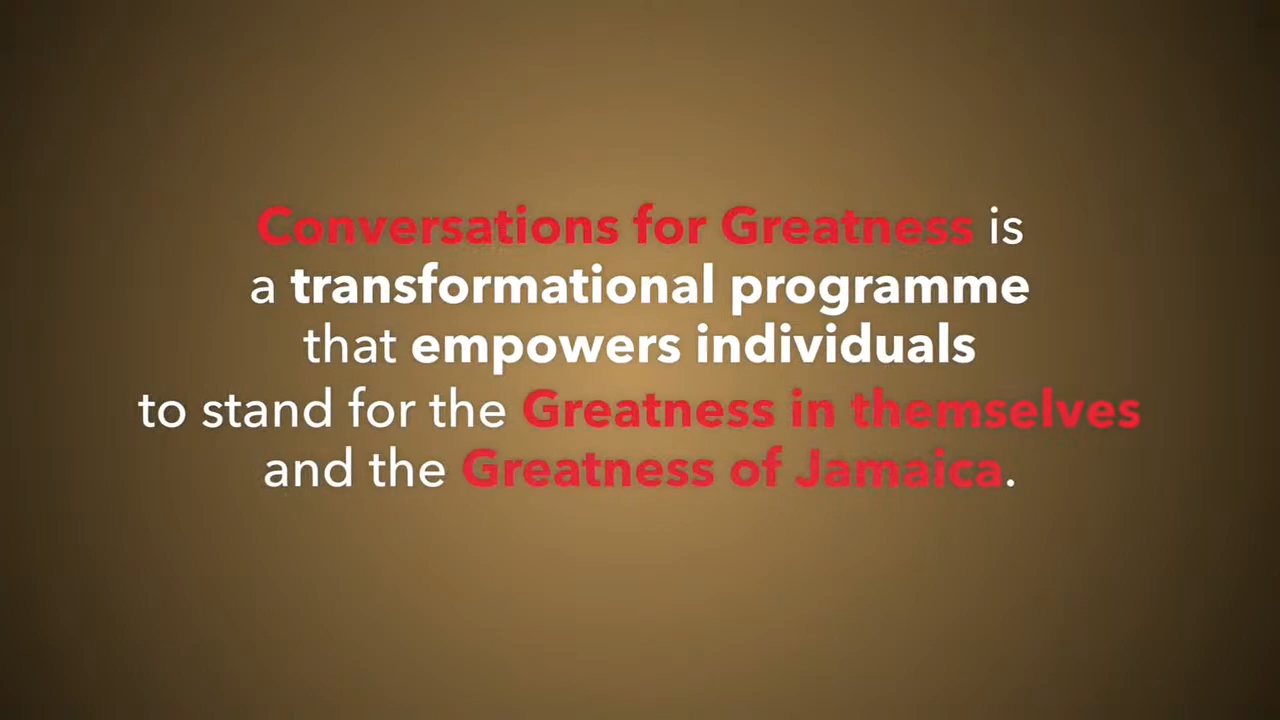 Conversations for Greatness is
a transformational programme
that empowers individuals
to stand for the Greatness in themselves
and the Greatness of Jamaica.